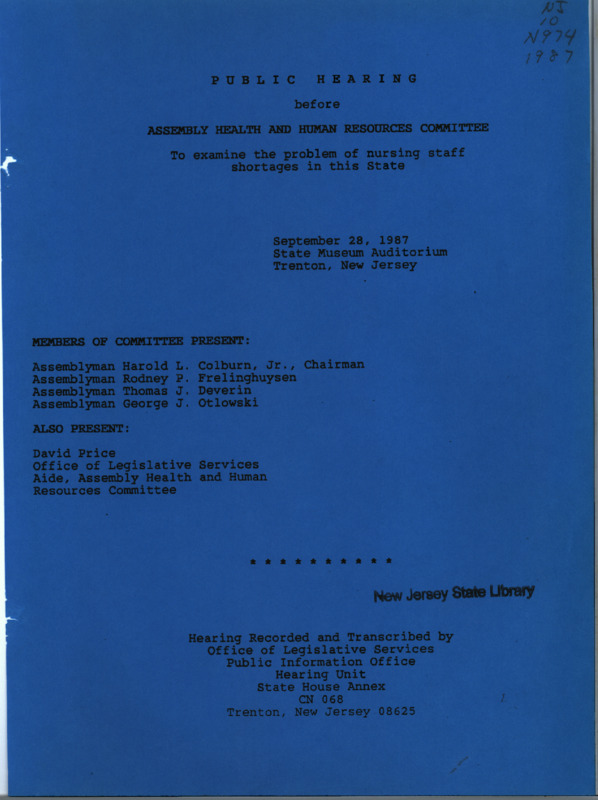 NJ
10
N974
1987
PUBLIC HEARING
before
ASSEMBLY HEALTH AND HUMAN RESOURCES COMMITTEE
To examine the problem of nursing staff
shortages in this State
September 28, 1987
State Museum Auditorium
Trenton, New Jersey
MEMBERS OF COMMITTEE PRESENT:
Assemblyman Harold L. Colburn, Jr., Chairman
Assemblyman Rodney P. Frelinghuysen
Assemblyman Thomas J. Deverin
Assemblyman George J. Otlowski
ALSO PRESENT:
David Price
Office of Legislative Services
Aide, Assembly Health and Human
Resources Committee
* * * * * * * * * *
New Jersey State Library
Hearing Recorded and Transcribed by
Office of Legislative Services
Public Information Office
Hearing Unit
State House Annex
CN 068
Trenton, New Jersey 08625